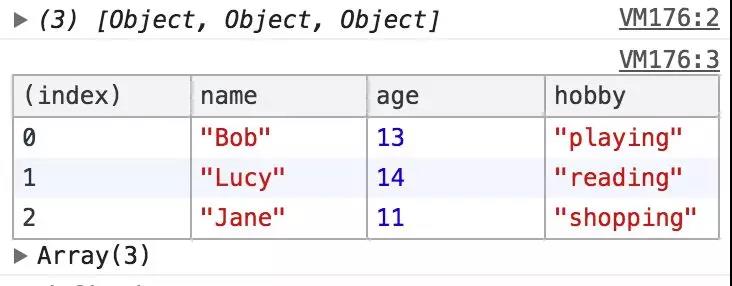 (3) [Object, Object, Object] VM176:2
VM176:3
(index) name age hobby
0 "Bob" 13 "playing"
1 "Lucy" 14 "reading"
2 "Jane" 11 "shopping"
Array(3)